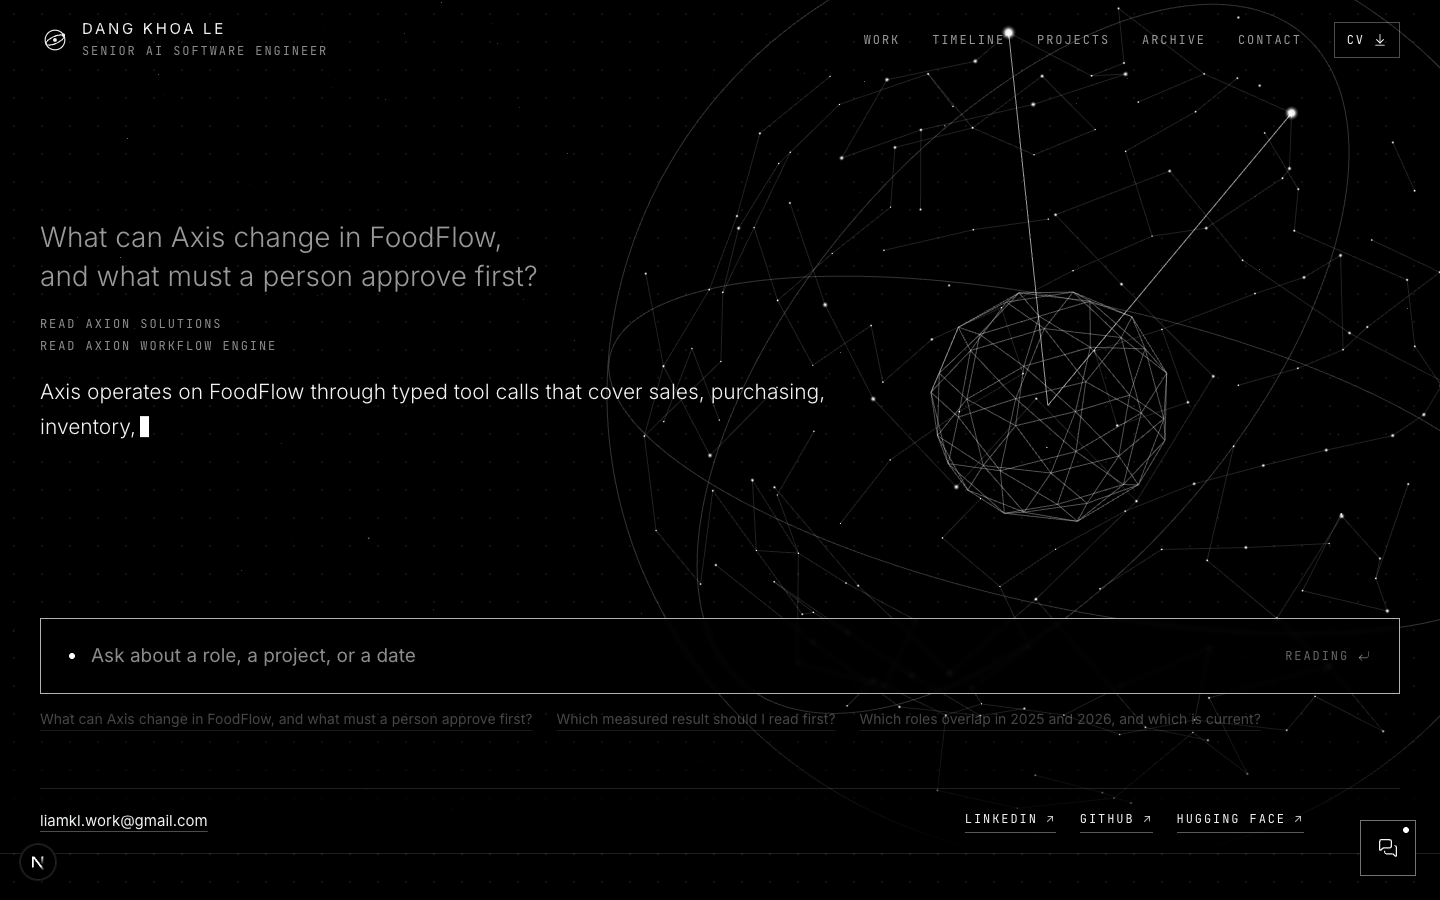 DANG KHOA LE
SENIOR AI SOFTWARE ENGINEER
WORK
TIMELINE
PROJECTS
ARCHIVE
CONTACT
CV
What can Axis change in FoodFlow,
and what must a person approve first?
READ AXION SOLUTIONS
READ AXION WORKFLOW ENGINE
Axis operates on FoodFlow through typed tool calls that cover sales, purchasing,
inventory,
Ask about a role, a project, or a date
READING
What can Axis change in FoodFlow, and what must a person approve first?
Which measured result should I read first?
Which roles overlap in 2025 and 2026, and which is current?
liamkl.work@gmail.com
LINKEDIN
GITHUB
HUGGING FACE
N